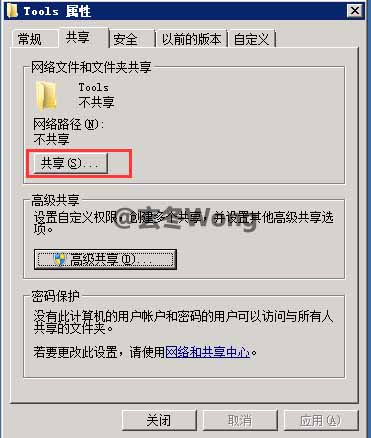 Tools 属性
常规 共享 安全 以前的版本 自定义
网络文件和文件夹共享
Tools
不共享
网络路径(N):
不共享
共享(S)...
高级共享
设置自定义权限，创建多个共享，并设置其他高级共享选
项。
@玄冬Wong
高级共享(D)...
密码保护
没有此计算机的用户帐户和密码的用户可以访问与所有人
共享的文件夹。
若要更改此设置，请使用网络和共享中心。
关闭 取消 应用(A)